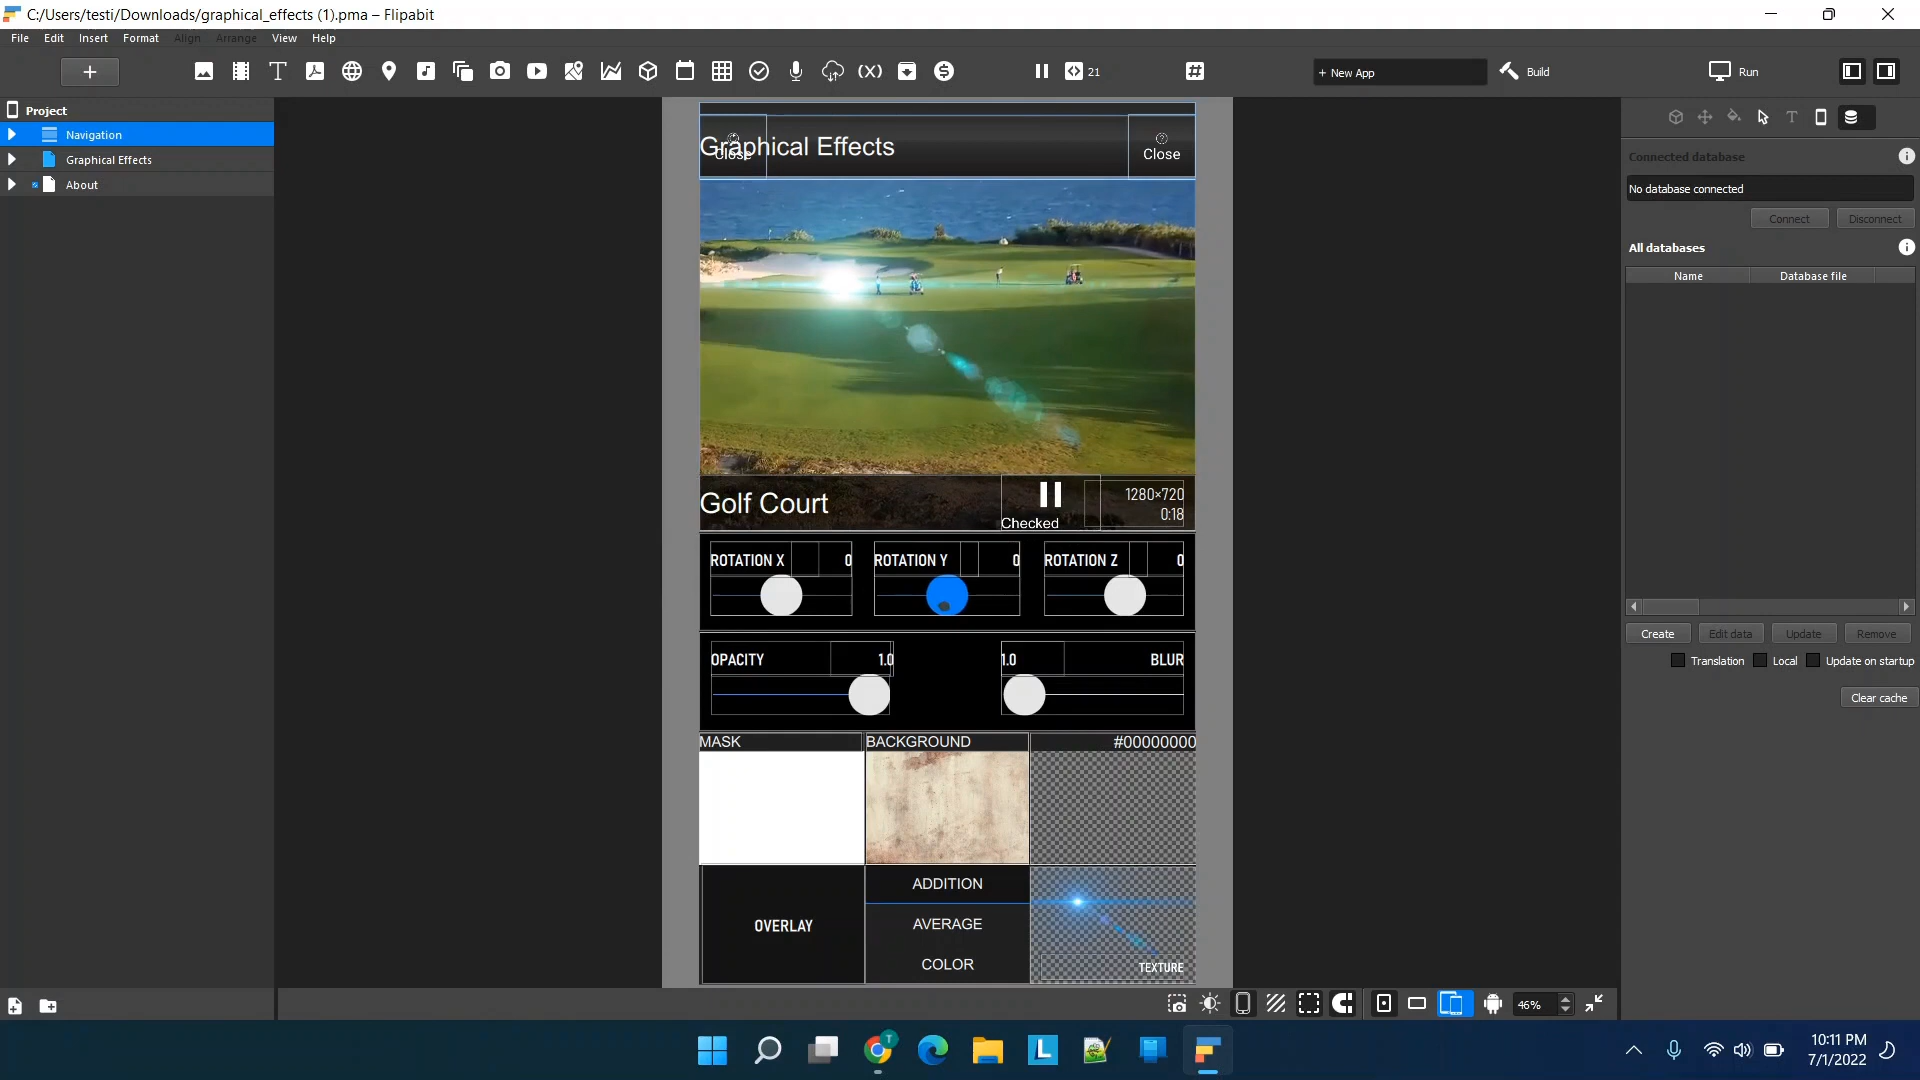 C:/Users/testi/Downloads/graphical_effects (1).pma – Flipabit
File Edit Insert Format Align Arrange View Help
21
+ New App
Build
Run
Project
Navigation
Graphical Effects
About
Graphical Effects
Close
Close
Golf Court
Checked
1280×720
0:18
ROTATION X 0
ROTATION Y 0
ROTATION Z 0
OPACITY 1.0
1.0 BLUR
MASK
BACKGROUND
#00000000
OVERLAY
ADDITION
AVERAGE
COLOR
TEXTURE
Connected database
No database connected
Connect Disconnect
All databases
Name Database file
Create Edit data Update Remove
Translation Local Update on startup
Clear cache
46%
10:11 PM
7/1/2022